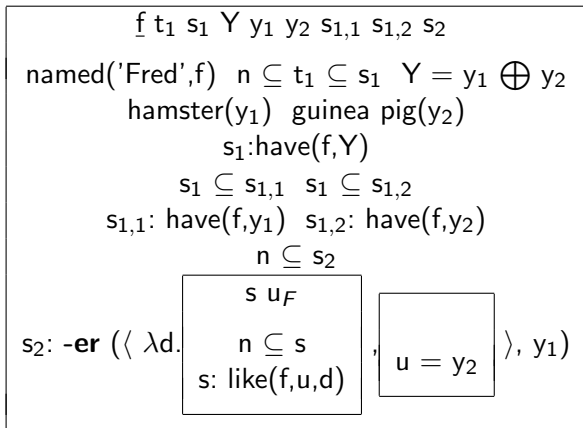 f t₁ s₁ Y y₁ y₂ s₁,₁ s₁,₂ s₂
named('Fred',f) n ⊆ t₁ ⊆ s₁ Y = y₁ ⨁ y₂
hamster(y₁) guinea pig(y₂)
s₁:have(f,Y)
s₁ ⊆ s₁,₁ s₁ ⊆ s₁,₂
s₁,₁: have(f,y₁) s₁,₂: have(f,y₂)
n ⊆ s₂
s u_F
s₂: -er (⟨ λd. n ⊆ s , u = y₂ ⟩, y₁)
s: like(f,u,d)